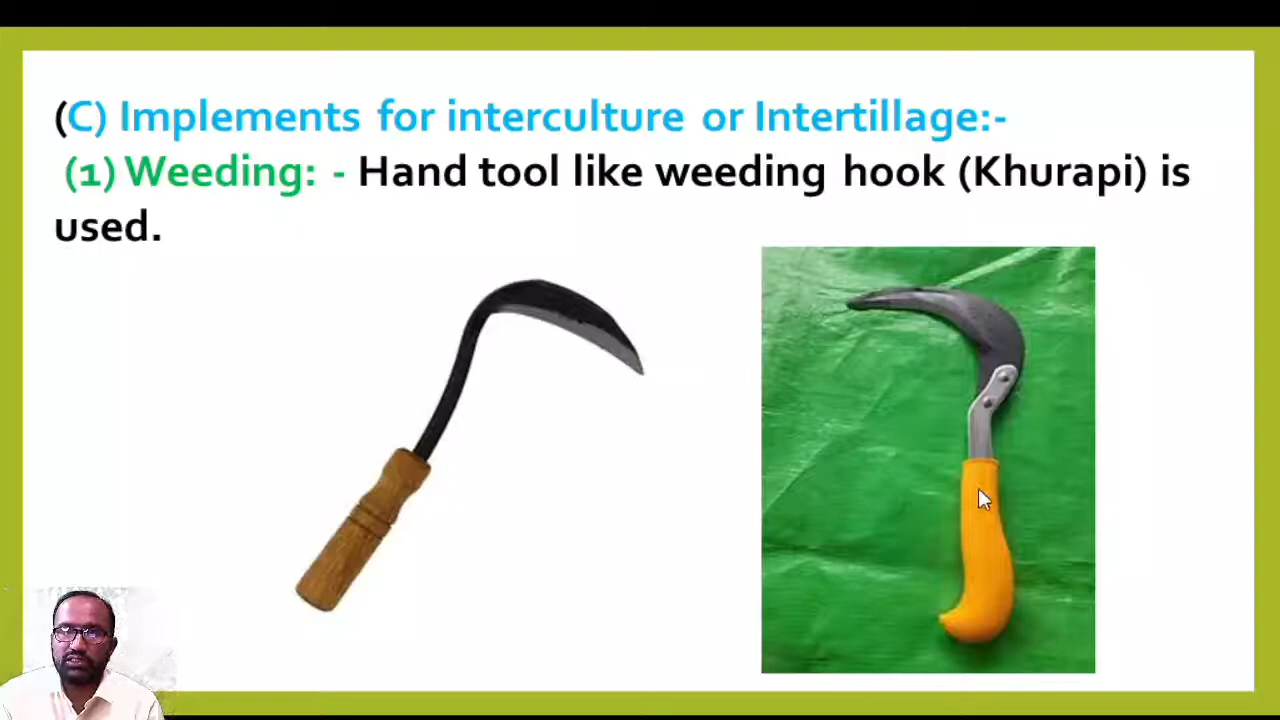 (C) Implements for interculture or Intertillage:-
(1) Weeding: - Hand tool like weeding hook (Khurapi) is
used.